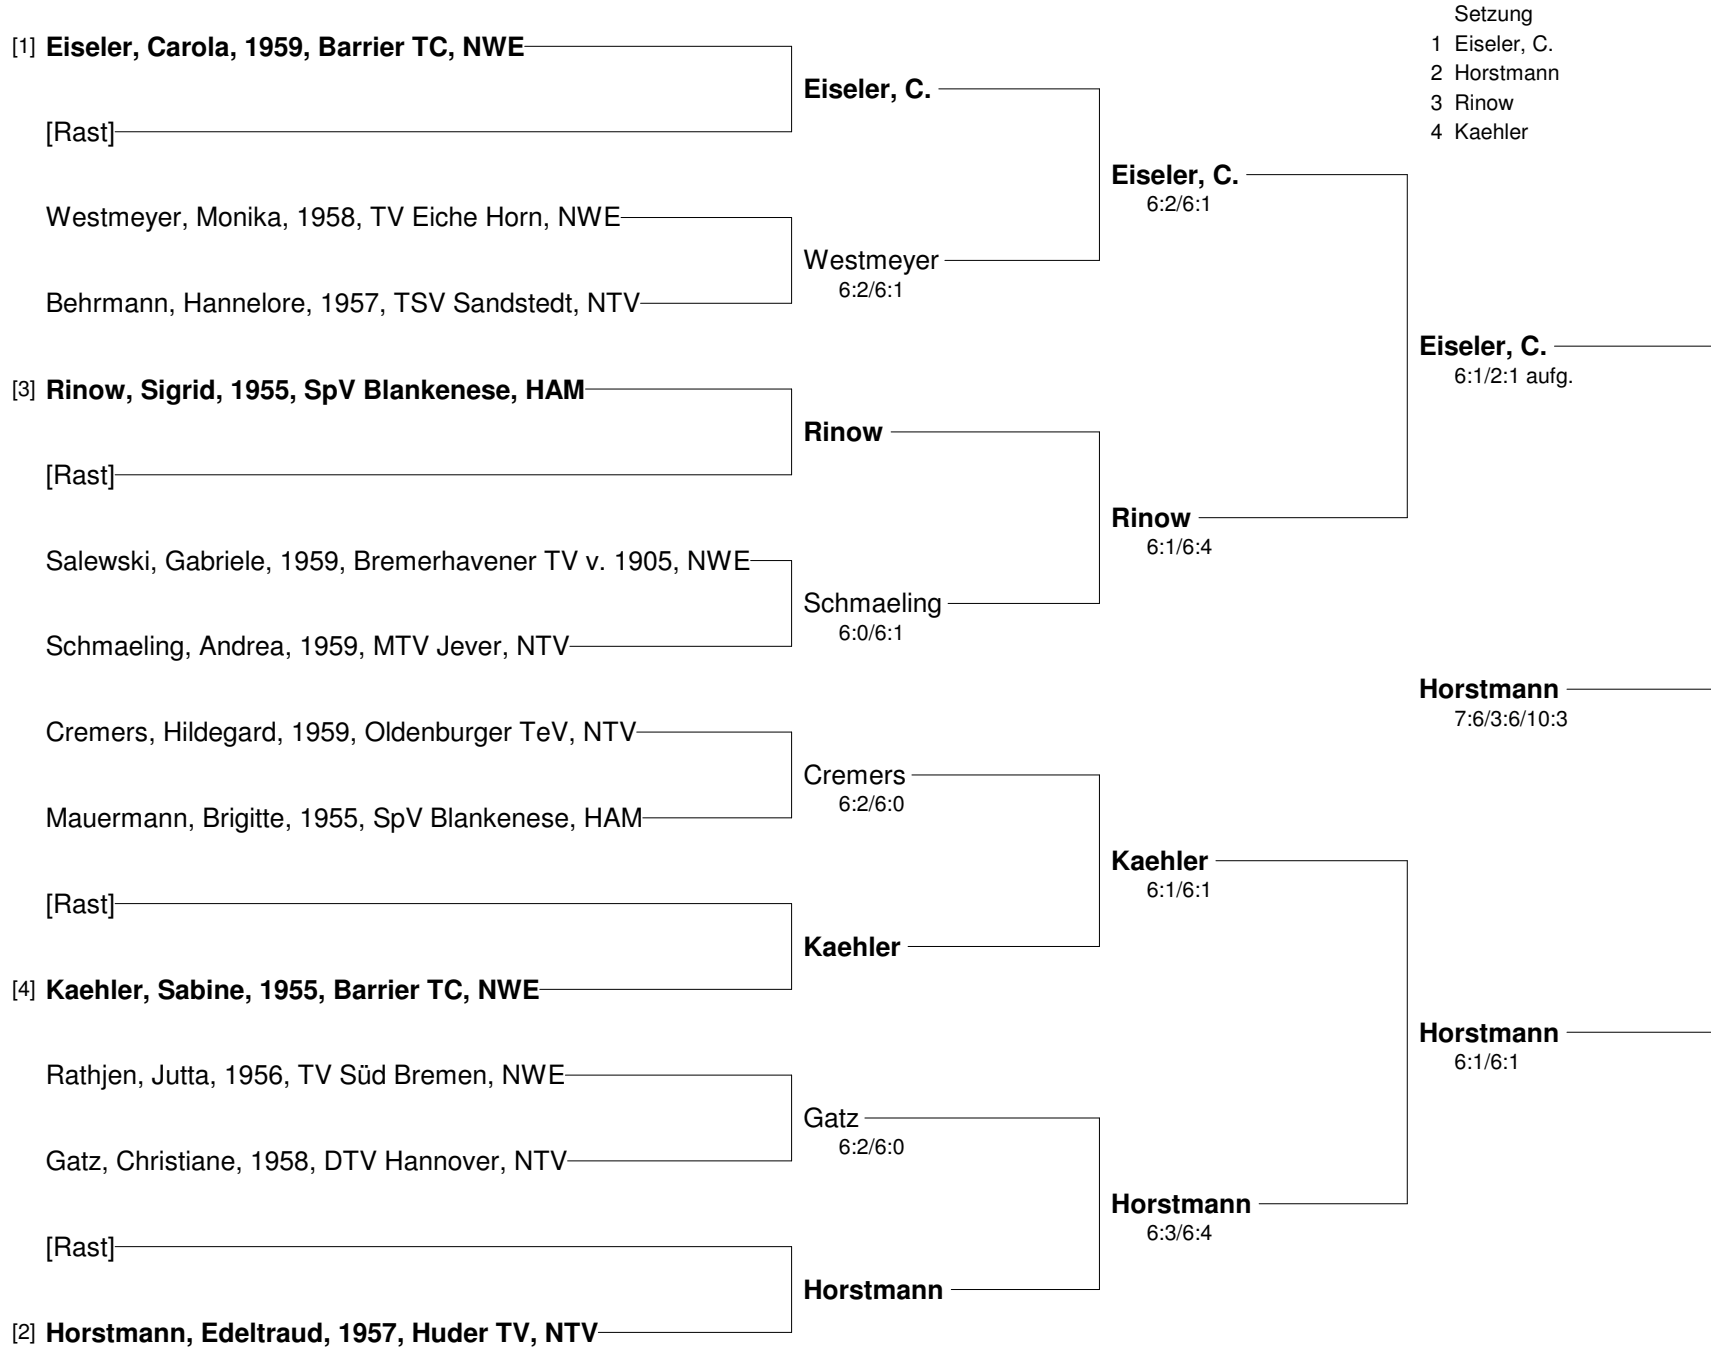 Setzung
1 Eiseler, C.
2 Horstmann
3 Rinow
4 Kaehler
[1] Eiseler, Carola, 1959, Barrier TC, NWE
[Rast]
Westmeyer, Monika, 1958, TV Eiche Horn, NWE
Behrmann, Hannelore, 1957, TSV Sandstedt, NTV
[3] Rinow, Sigrid, 1955, SpV Blankenese, HAM
[Rast]
Salewski, Gabriele, 1959, Bremerhavener TV v. 1905, NWE
Schmaeling, Andrea, 1959, MTV Jever, NTV
Cremers, Hildegard, 1959, Oldenburger TeV, NTV
Mauermann, Brigitte, 1955, SpV Blankenese, HAM
[Rast]
[4] Kaehler, Sabine, 1955, Barrier TC, NWE
Rathjen, Jutta, 1956, TV Süd Bremen, NWE
Gatz, Christiane, 1958, DTV Hannover, NTV
[Rast]
[2] Horstmann, Edeltraud, 1957, Huder TV, NTV
Eiseler, C.
Westmeyer
6:2/6:1
Rinow
Schmaeling
6:0/6:1
Cremers
6:2/6:0
Kaehler
Gatz
6:2/6:0
Horstmann
Eiseler, C.
6:2/6:1
Rinow
6:1/6:4
Kaehler
6:1/6:1
Horstmann
6:3/6:4
Eiseler, C.
6:1/2:1 aufg.
Horstmann
7:6/3:6/10:3
Horstmann
6:1/6:1